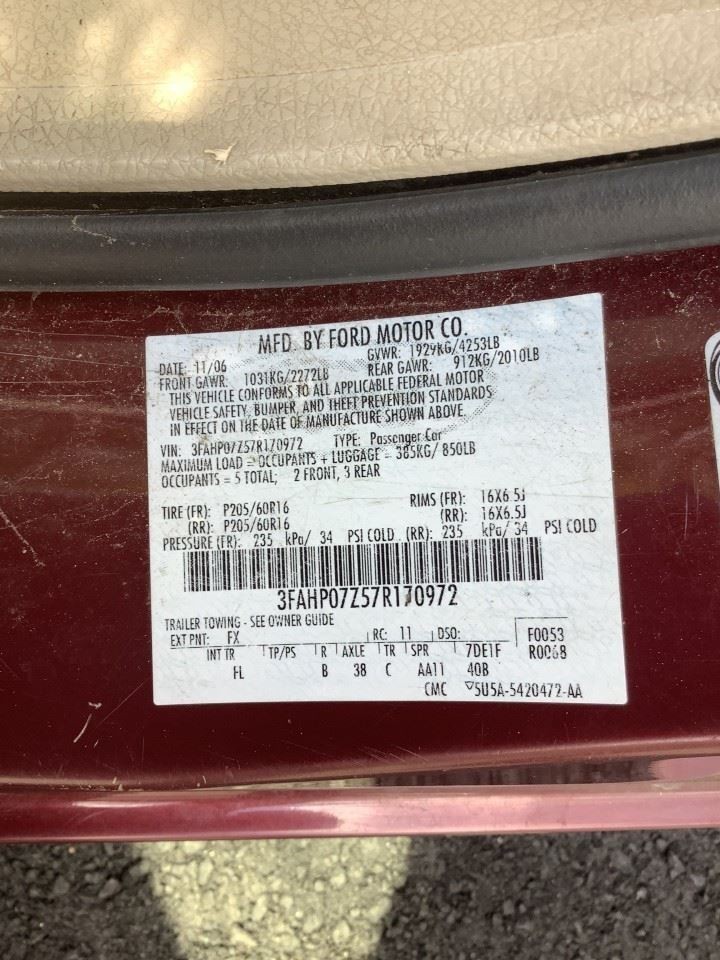 MFD. BY FORD MOTOR CO.
DATE: 11/06 GVWR: 1929KG/4253LB
FRONT GAWR: 1031KG/2272LB REAR GAWR: 912KG/2010LB
THIS VEHICLE CONFORMS TO ALL APPLICABLE FEDERAL MOTOR
VEHICLE SAFETY, BUMPER, AND THEFT PREVENTION STANDARDS
IN EFFECT ON THE DATE OF MANUFACTURE SHOWN ABOVE.
VIN: 3FAHP07Z57R170972 TYPE: Passenger Car
MAXIMUM LOAD = OCCUPANTS + LUGGAGE = 385KG/ 850LB
OCCUPANTS = 5 TOTAL; 2 FRONT, 3 REAR
TIRE (FR): P205/60R16 RIMS (FR): 16X6.5J
(RR): P205/60R16 (RR): 16X6.5J
PRESSURE (FR): 235 kPa/ 34 PSI COLD (RR): 235 kPa/ 34 PSI COLD
3FAHP07Z57R170972
TRAILER TOWING - SEE OWNER GUIDE
EXT PNT: FX RC: 11 DSO: F0053
INT TR TP/PS R AXLE TR SPR 7DE1F R0068
FL B 38 C AA11 40B
CMC 5U5A-5420472-AA